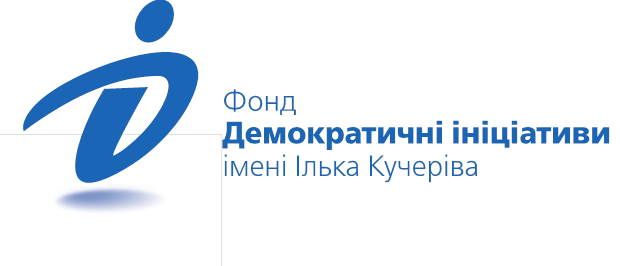 Фонд
Демократичні ініціативи
імені Ілька Кучеріва